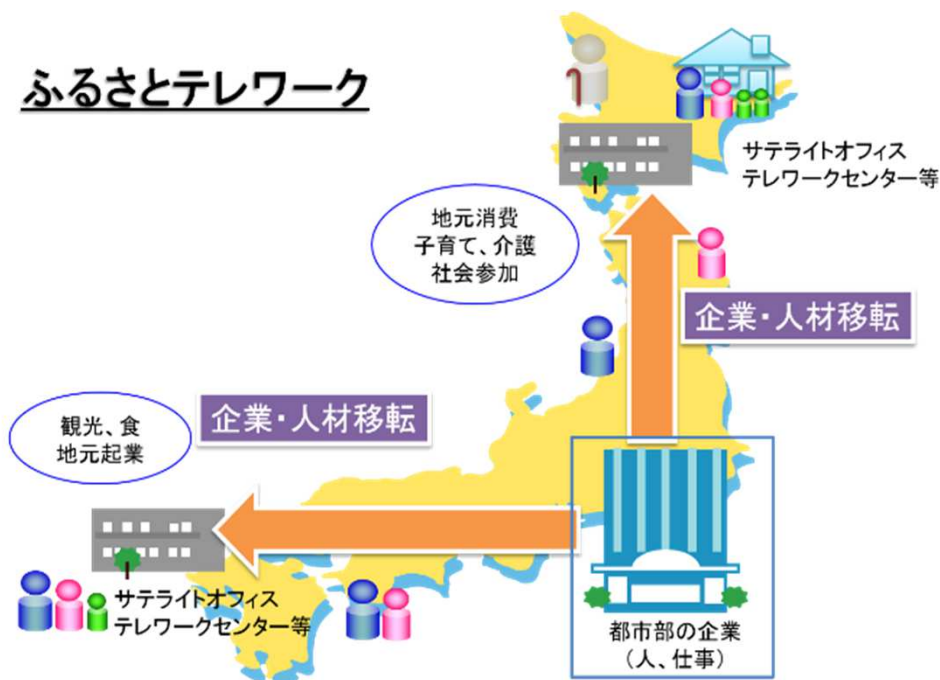 ふるさとテレワーク
サテライトオフィス
テレワークセンター等
地元消費
子育て、介護
社会参加
企業・人材移転
企業・人材移転
観光、食
地元起業
サテライトオフィス
テレワークセンター等
都市部の企業
(人、仕事)